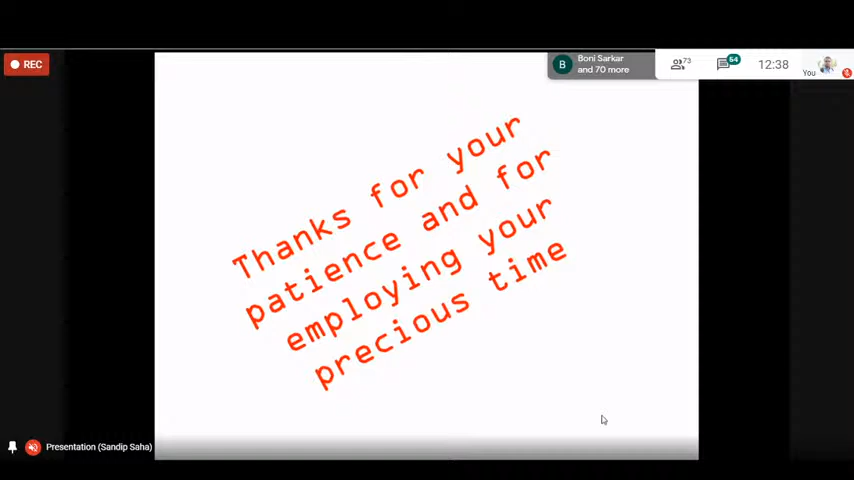 REC
B
Boni Sarkar
and 70 more
73
54
12:38
You
Thanks for your
patience and for
employing your
precious time
Presentation (Sandip Saha)